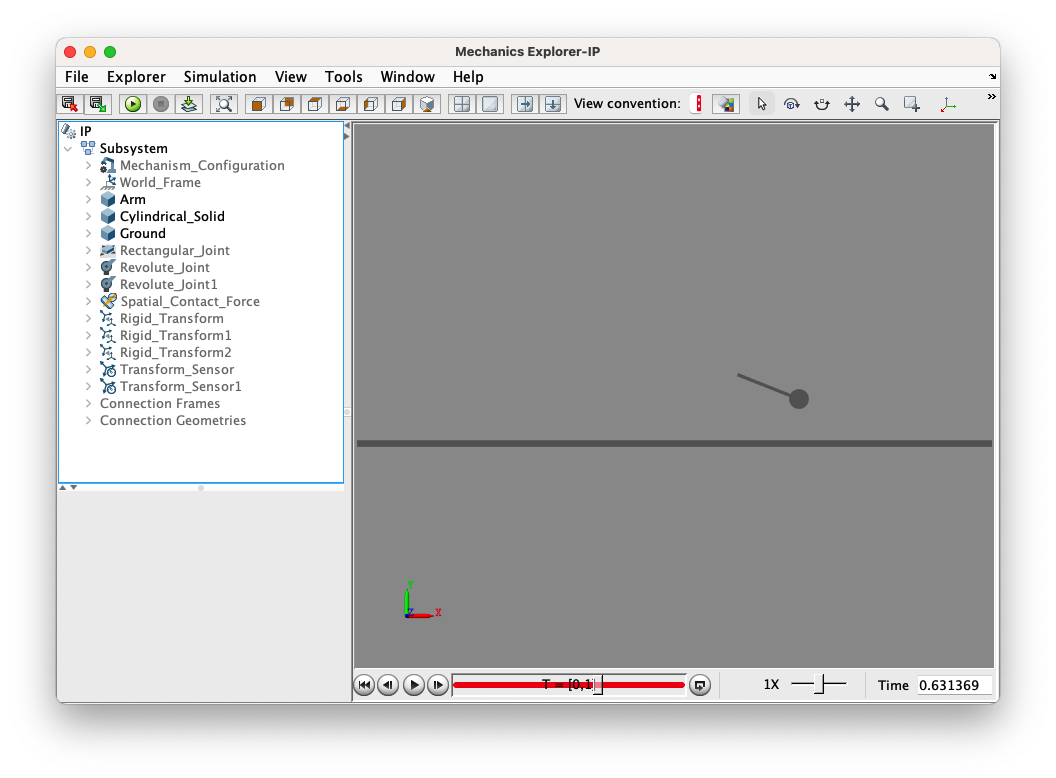 Mechanics Explorer-IP
File Explorer Simulation View Tools Window Help
View convention:
IP
Subsystem
Mechanism_Configuration
World_Frame
Arm
Cylindrical_Solid
Ground
Rectangular_Joint
Revolute_Joint
Revolute_Joint1
Spatial_Contact_Force
Rigid_Transform
Rigid_Transform1
Rigid_Transform2
Transform_Sensor
Transform_Sensor1
Connection Frames
Connection Geometries
Y
Z X
T = [0,1]
1X
Time 0.631369